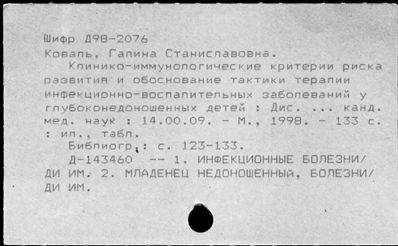 Шифр Д98-2076
Коваль, Галина Станиславовна.
Клинико-иммунологические критерии риска
развития и обоснование тактики терапии
инфекционно-воспалительных заболеваний у
глубоконедоношенных детей : Дис. ... канд.
мед. наук : 14.00.09. - М., 1998. - 133 с.
: ил., табл.
Библиогр.: с. 123-133.
Д-143460 -- 1. ИНФЕКЦИОННЫЕ БОЛЕЗНИ/
ДИ ИМ. 2. МЛАДЕНЕЦ НЕДОНОШЕННЫЙ, БОЛЕЗНИ/
ДИ ИМ.